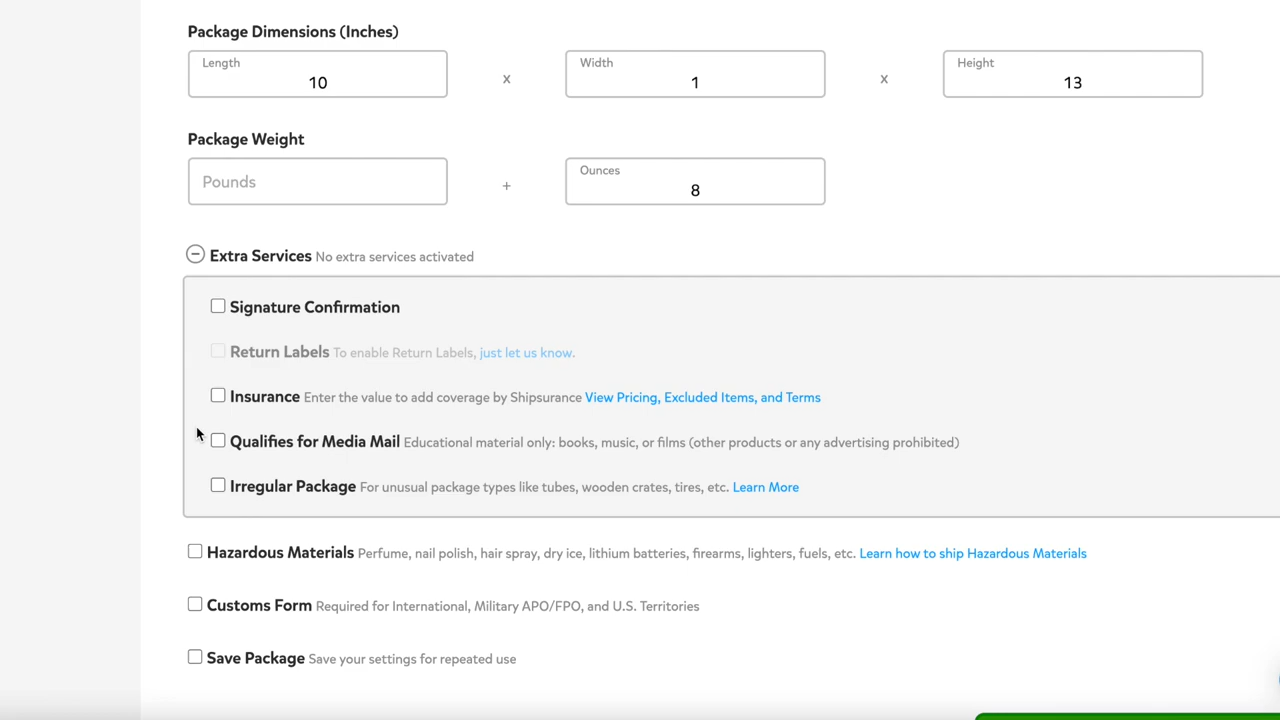 Package Dimensions (Inches)
Length
10
x
Width
1
x
Height
13
Package Weight
Pounds
+
Ounces
8
Extra Services No extra services activated
Signature Confirmation
Return Labels To enable Return Labels, just let us know.
Insurance Enter the value to add coverage by Shipsurance View Pricing, Excluded Items, and Terms
Qualifies for Media Mail Educational material only: books, music, or films (other products or any advertising prohibited)
Irregular Package For unusual package types like tubes, wooden crates, tires, etc. Learn More
Hazardous Materials Perfume, nail polish, hair spray, dry ice, lithium batteries, firearms, lighters, fuels, etc. Learn how to ship Hazardous Materials
Customs Form Required for International, Military APO/FPO, and U.S. Territories
Save Package Save your settings for repeated use